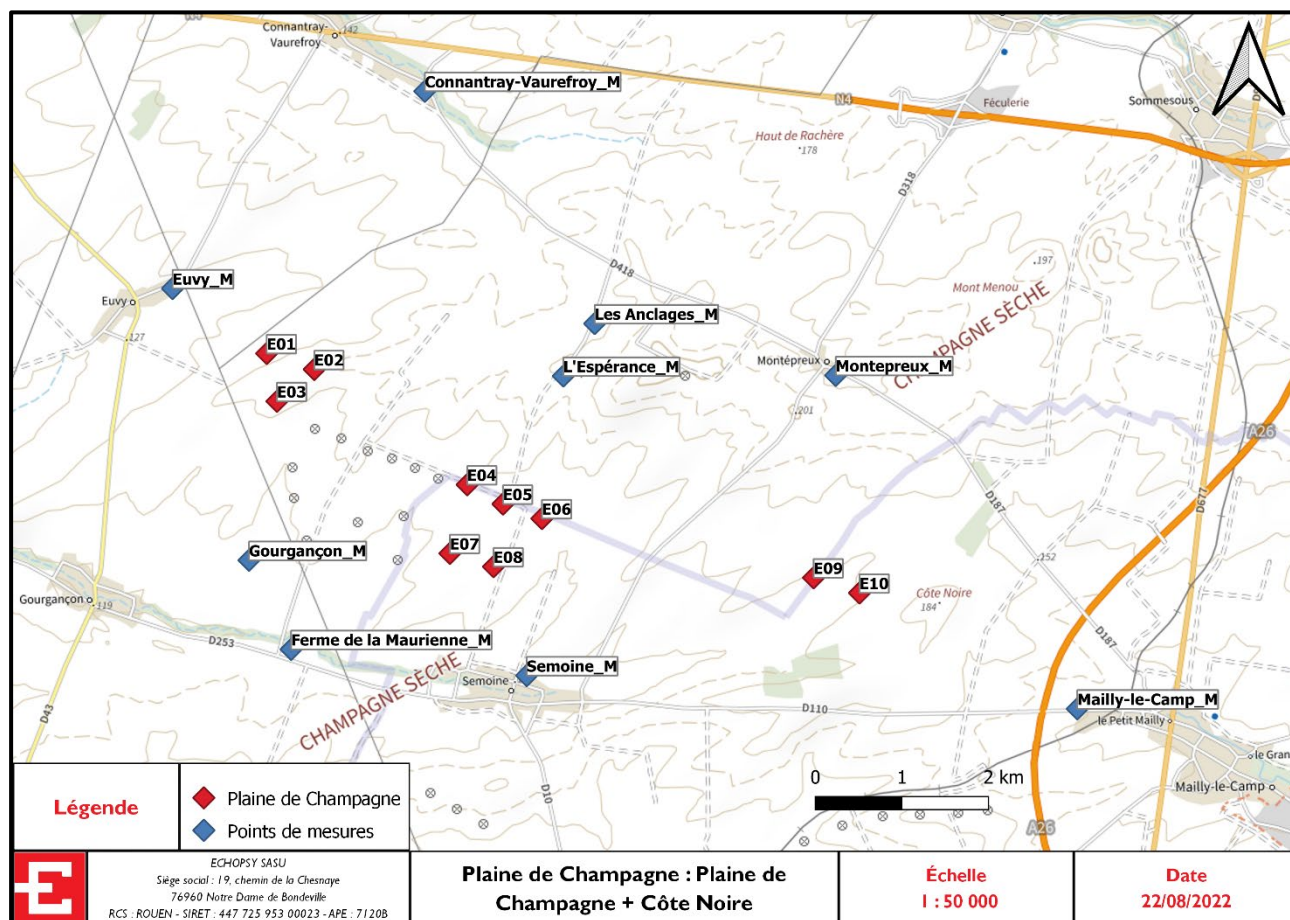 N4
Connantray-
Vaurefroy
142
Connantray-Vaurefroy_M
N4
Féculerie
Sommesous
Haut de Rachère
178
D318
D418
Euvy_M
Euvy
127
197
Mont Menou
CHAMPAGNE SÈCHE
Les Anclages_M
E01
E02
Montépreux
L'Espérance_M
Montepreux_M
E03
201
A26
E04
E05
E06
D187
D677
Gourgançon_M
E07
E08
152
E09
E10
Côte Noire
184
Gourgançon
119
D253
Ferme de la Maurienne_M
D187
CHAMPAGNE SÈCHE
Semoine_M
Semoine
D43
D110
Mailly-le-Camp_M
le Petit Mailly
le Gran
Mailly-le-Camp
D10
A26
0 1 2 km
Légende
Plaine de Champagne
Points de mesures
E
ECHOPSY SASU
Siège social : 19, chemin de la Chesnaye
76960 Notre Dame de Bondeville
RCS : ROUEN - SIRET : 447 725 953 00023 - APE : 7120B
Plaine de Champagne : Plaine de
Champagne + Côte Noire
Échelle
1 : 50 000
Date
22/08/2022